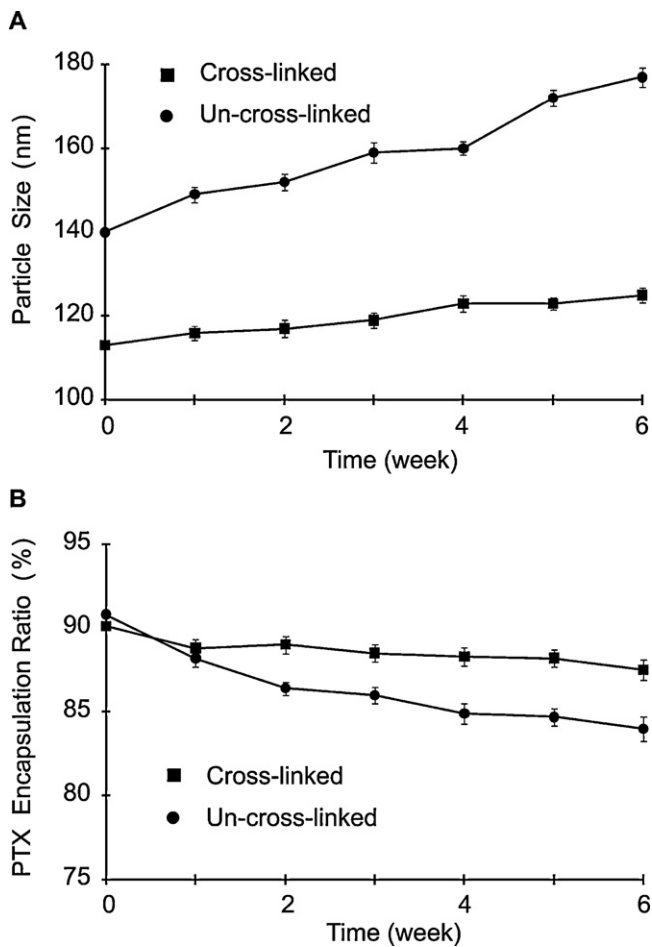 A
Particle Size (nm)
180
160
140
120
100
Cross-linked
Un-cross-linked
0
2
4
6
Time (week)
B
PTX Encapsulation Ratio (%)
95
90
85
80
75
Cross-linked
Un-cross-linked
0
2
4
6
Time (week)